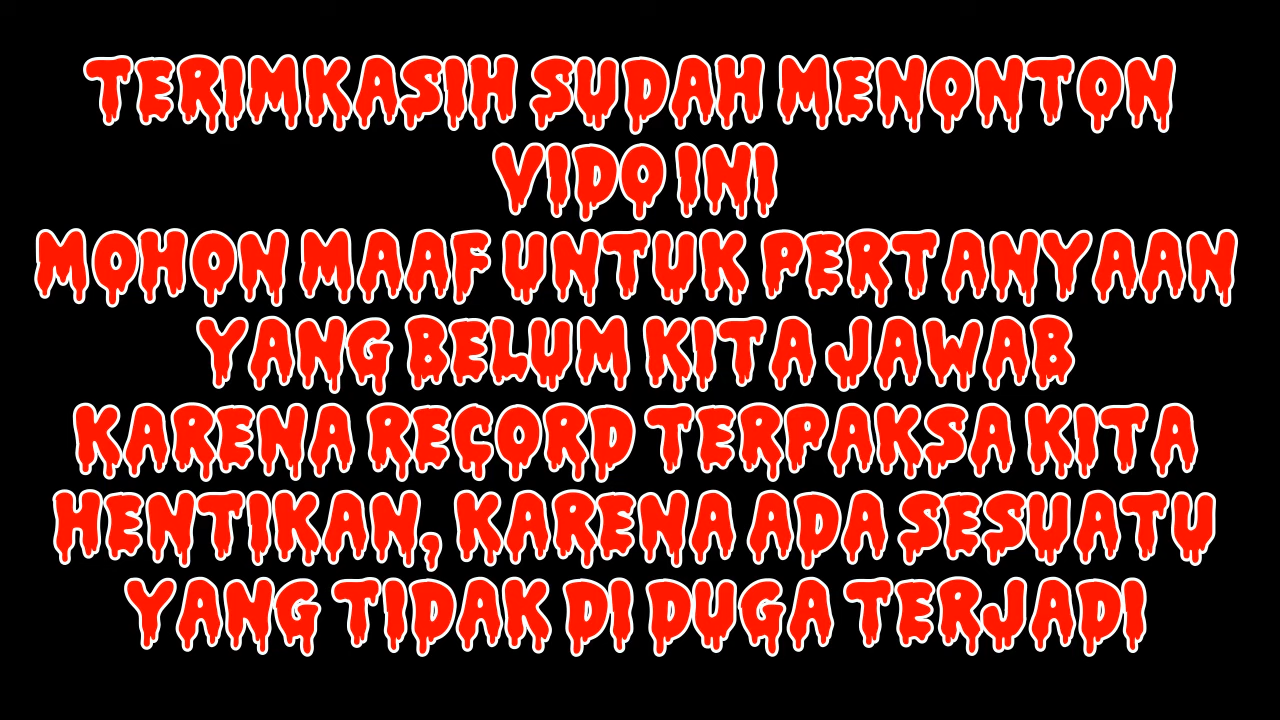 TERIMKASIH SUDAH MENONTON
VIDO INI
MOHON MAAF UNTUK PERTANYAAN
YANG BELUM KITA JAWAB
KARENA RECORD TERPAKSA KITA
HENTIKAN, KARENA ADA SESUATU
YANG TIDAK DI DUGA TERJADI